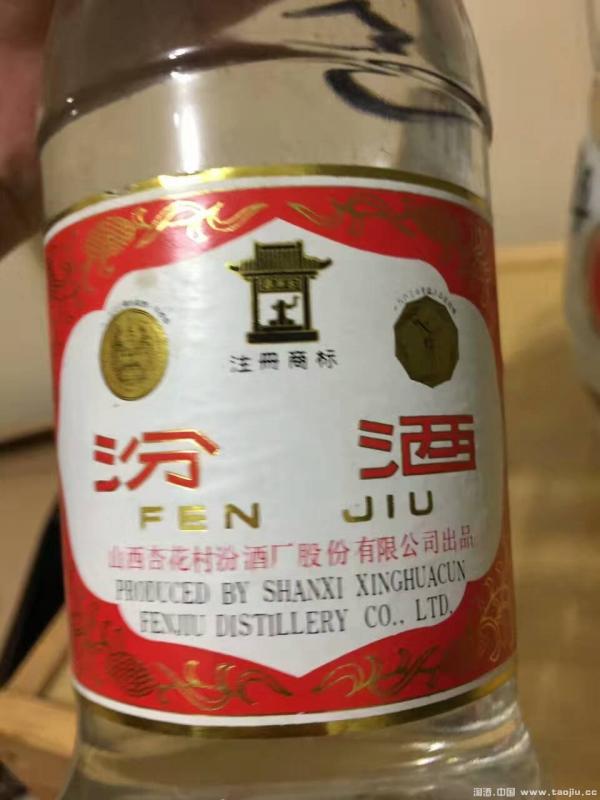 注册商标
汾 酒
FEN JIU
山西杏花村汾酒厂股份有限公司出品
PRODUCED BY SHANXI XINGHUACUN
FENJIU DISTILLERY CO., LTD.
淘酒.中国 www.taojiu.cc